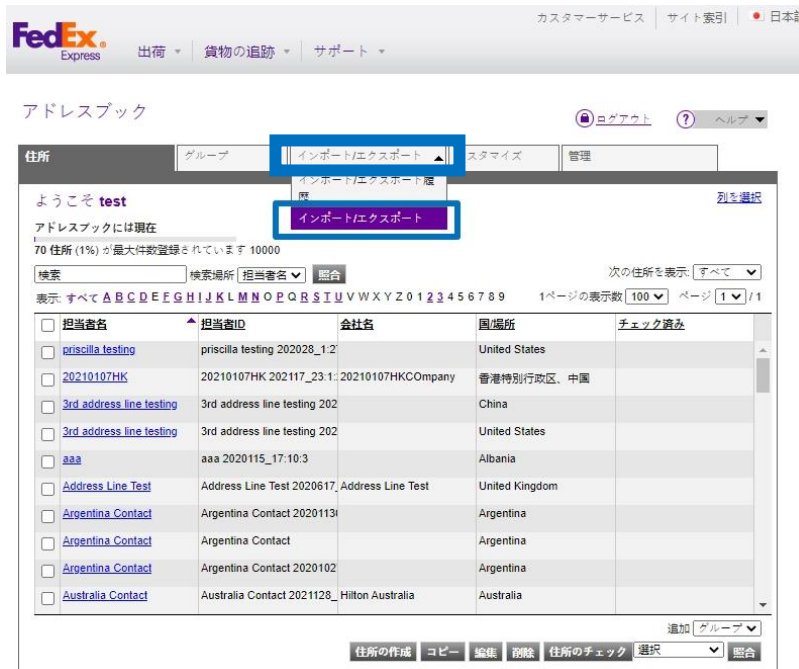 カスタマーサービス サイト索引 日本
FedEx®
Express
出荷 貨物の追跡 サポート
アドレスブック
ログアウト ? ヘルプ
住所 グループ インポート/エクスポート スタマイズ 管理
インポート/エクスポート履
歴
インポート/エクスポート
ようこそ test
列を選択
アドレスブックには現在
70 住所 (1%) が最大件数登録されています 10000
検索 検索場所 担当者名 照合 次の住所を表示: すべて
表示: すべて A B C D E F G H I J K L M N O P Q R S T U V W X Y Z 0 1 2 3 4 5 6 7 8 9 1ページの表示数 100 ページ 1 / 1
担当者名 担当者ID 会社名 国/場所 チェック済み
priscilla testing priscilla testing 202028_1:2 United States
20210107HK 20210107HK 202117_23:1: 20210107HKCOmpany 香港特別行政区、中国
3rd address line testing 3rd address line testing 202 China
3rd address line testing 3rd address line testing 202 United States
aaa aaa 2020115_17:10:3 Albania
Address Line Test Address Line Test 2020617_ Address Line Test United Kingdom
Argentina Contact Argentina Contact 2020113 Argentina
Argentina Contact Argentina Contact Argentina
Argentina Contact Argentina Contact 2020102 Argentina
Australia Contact Australia Contact 2021128_ Hilton Australia Australia
追加 グループ
住所の作成 コピー 編集 削除 住所のチェック 選択 照合